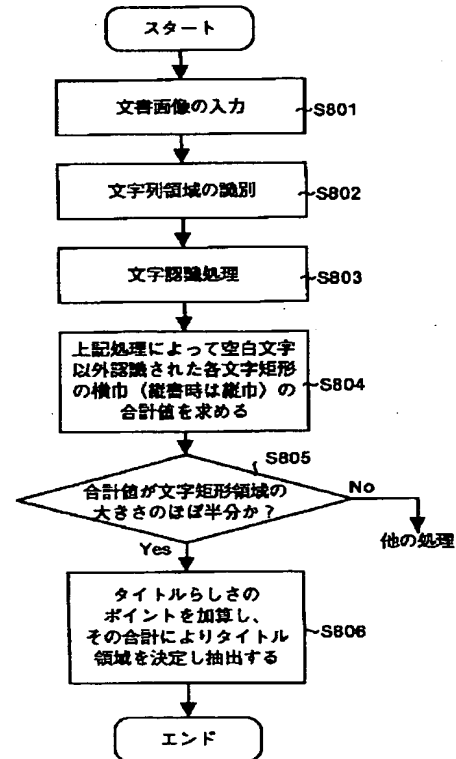 スタート
文書画像の入力
S801
文字列領域の識別
S802
文字認識処理
S803
上記処理によって空白文字
以外認識された各文字矩形
の横巾（縦書時は縦巾）の
合計値を求める
S804
S805
合計値が文字矩形領域の
大きさのほぼ半分か？
No
他の処理
Yes
タイトルらしさの
ポイントを加算し、
その合計によりタイトル
領域を決定し抽出する
S806
エンド